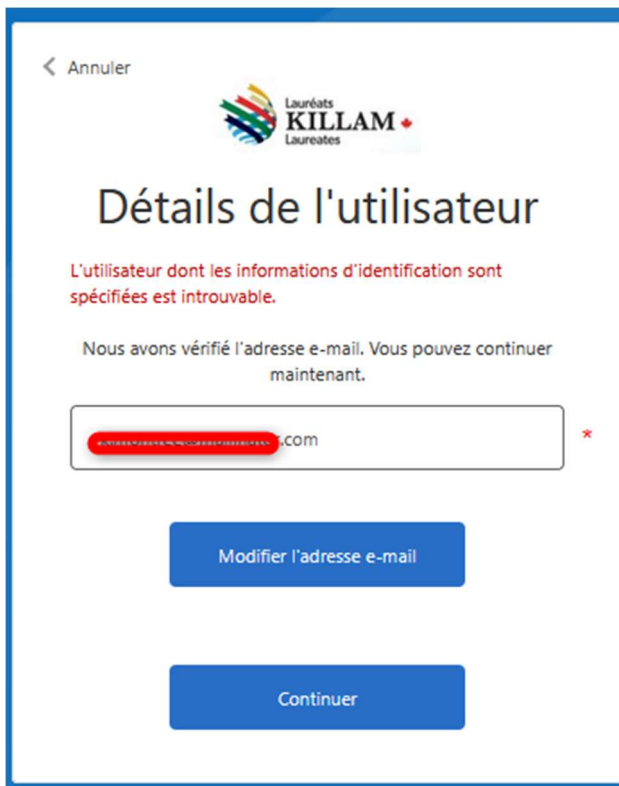 Annuler
Lauréats
KILLAM
Laureates
Détails de l'utilisateur
L'utilisateur dont les informations d'identification sont
spécifiées est introuvable.
Nous avons vérifié l'adresse e-mail. Vous pouvez continuer
maintenant.
.com
*
Modifier l'adresse e-mail
Continuer